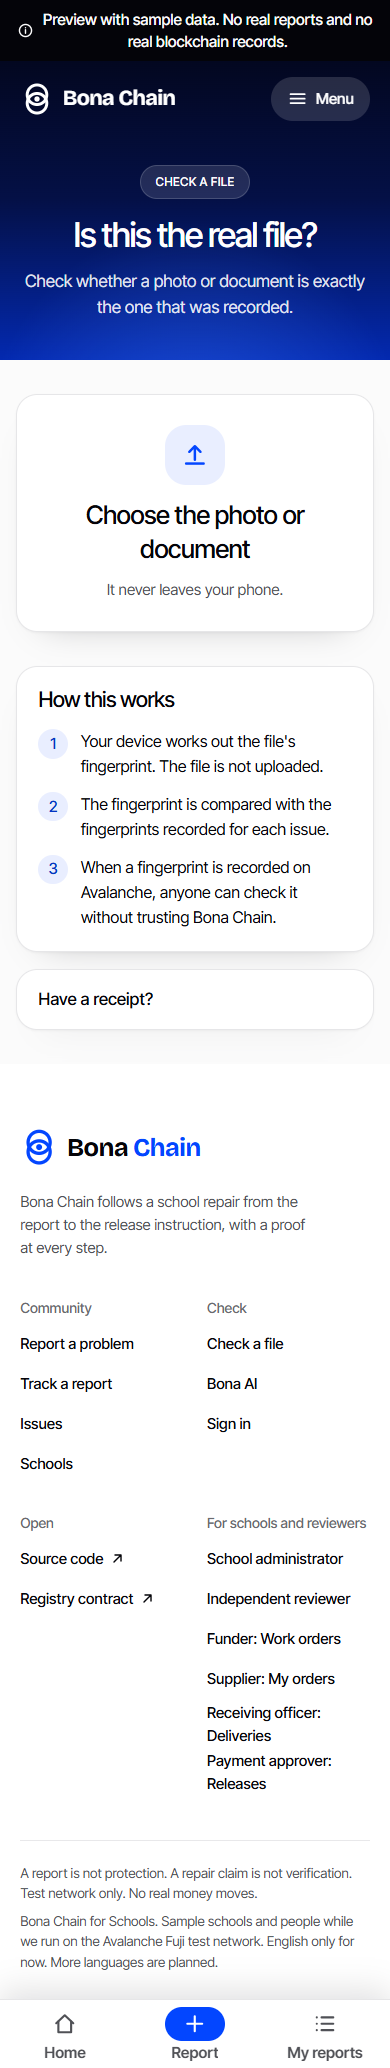 Preview with sample data. No real reports and no
real blockchain records.
Bona Chain
Menu
CHECK A FILE
Is this the real file?
Check whether a photo or document is exactly
the one that was recorded.
Choose the photo or
document
It never leaves your phone.
How this works
1 Your device works out the file's
fingerprint. The file is not uploaded.
2 The fingerprint is compared with the
fingerprints recorded for each issue.
3 When a fingerprint is recorded on
Avalanche, anyone can check it
without trusting Bona Chain.
Have a receipt?
Bona Chain
Bona Chain follows a school repair from the
report to the release instruction, with a proof
at every step.
Community
Report a problem
Track a report
Issues
Schools
Check
Check a file
Bona AI
Sign in
Open
Source code
Registry contract
For schools and reviewers
School administrator
Independent reviewer
Funder: Work orders
Supplier: My orders
Receiving officer:
Deliveries
Payment approver:
Releases
A report is not protection. A repair claim is not verification.
Test network only. No real money moves.
Bona Chain for Schools. Sample schools and people while
we run on the Avalanche Fuji test network. English only for
now. More languages are planned.
Home
Report
My reports